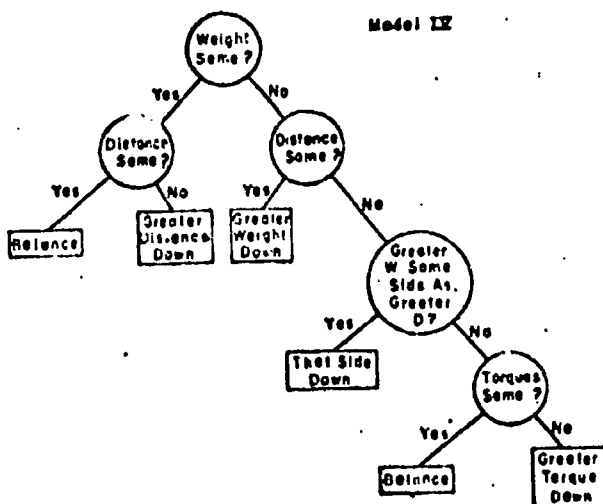 Model IV
Weight
Same?
Yes
No
Distance
Same?
Distance
Same?
Yes
No
Yes
No
Balance
Greater
Distance
Down
Greater
Weight
Down
Greater
W Same
Side As
Greater
D?
Yes
No
That Side
Down
Torques
Same?
Yes
No
Balance
Greater
Torque
Down